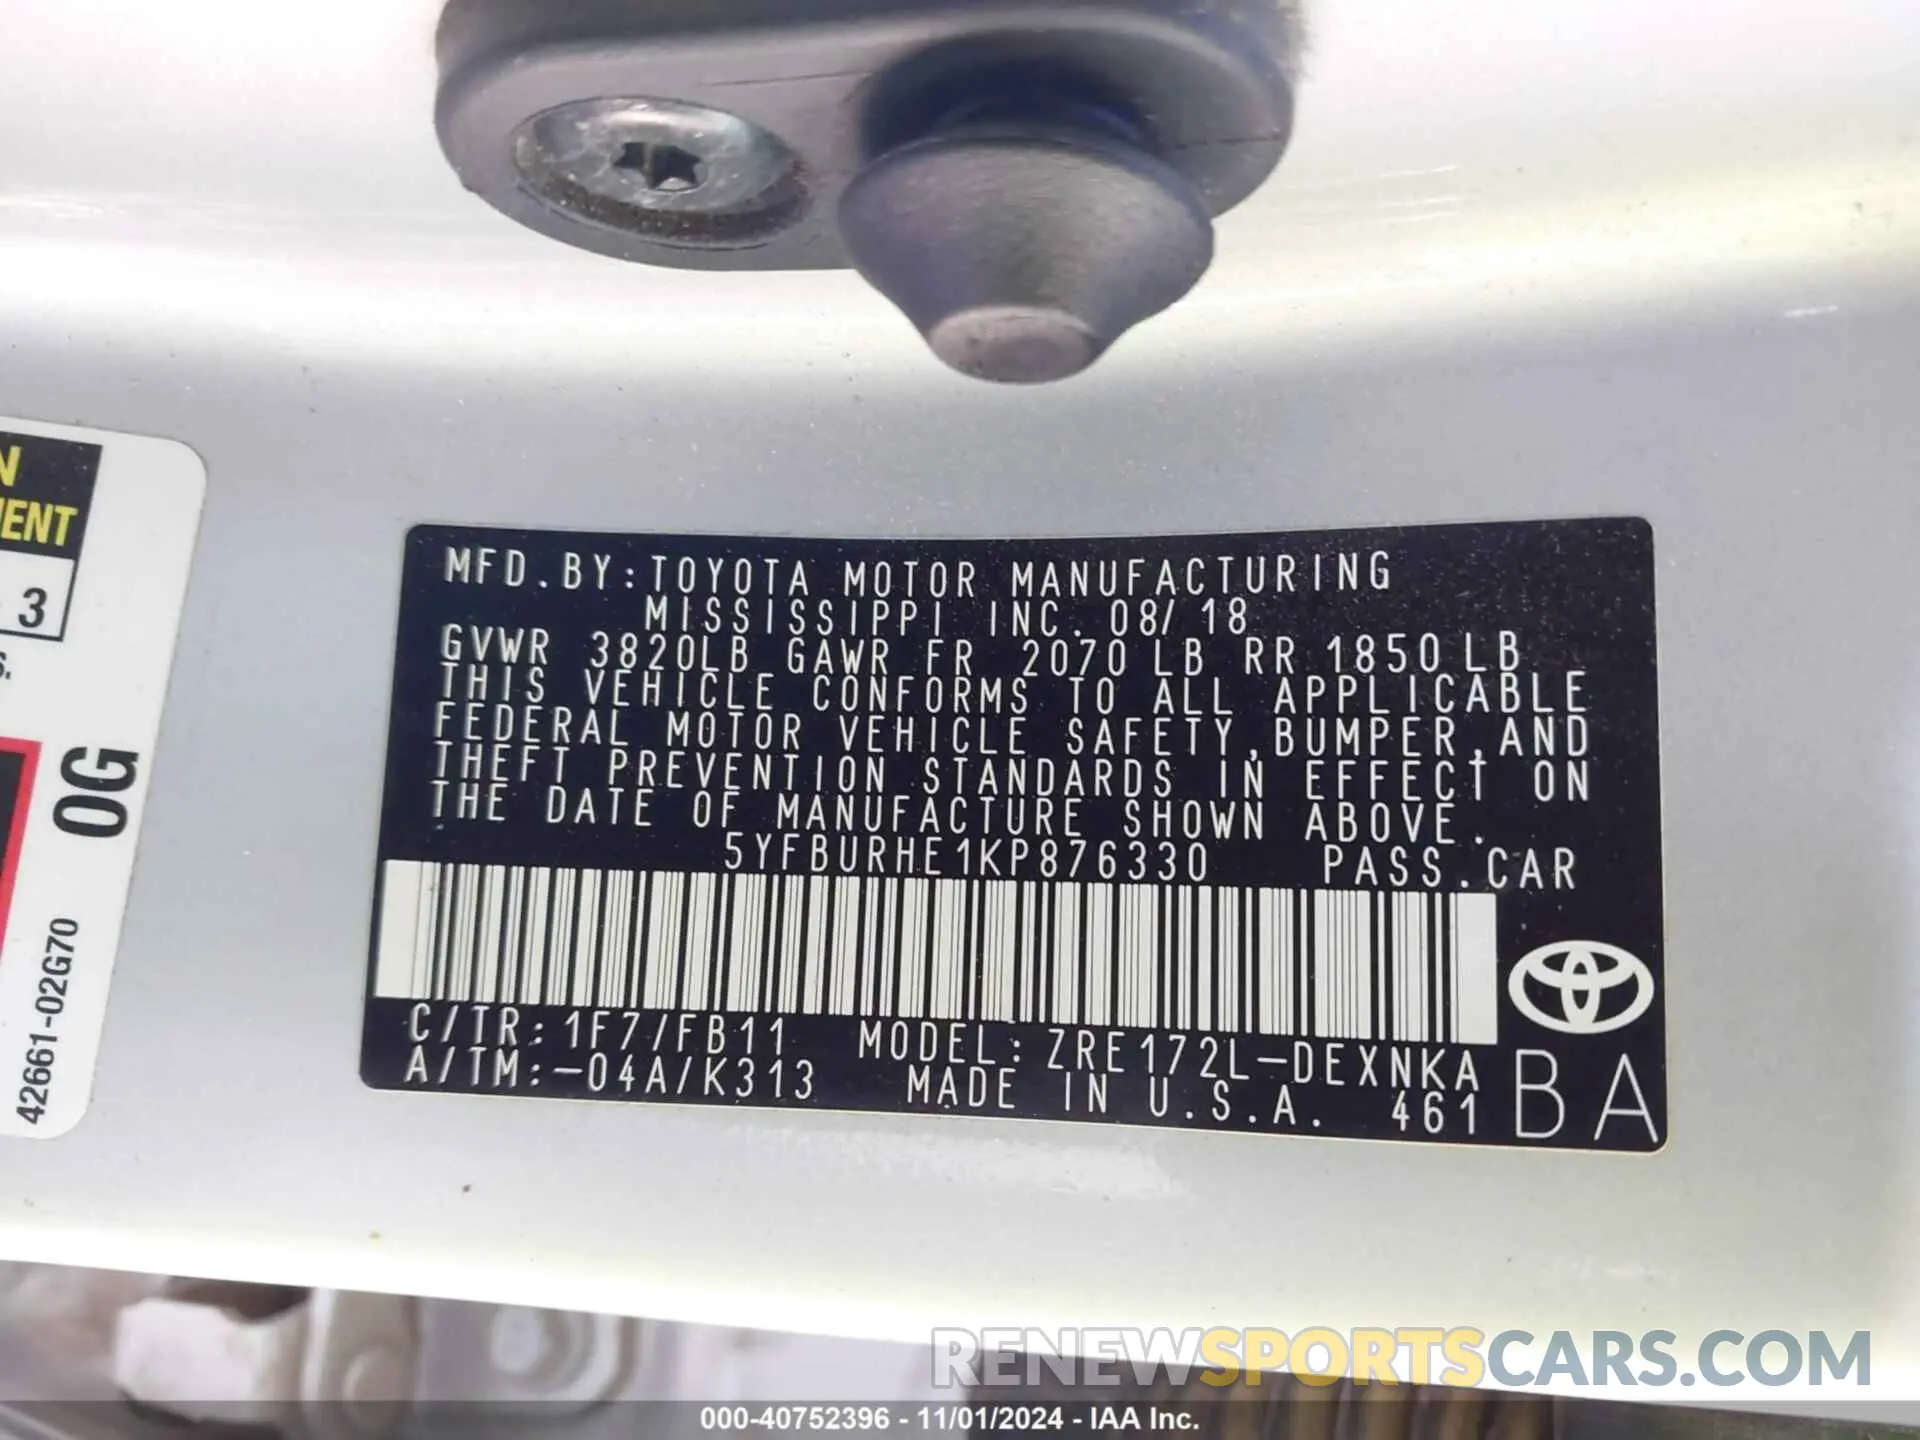 N
MENT
3
S.
0G
42661-02G70
MFD.BY:TOYOTA MOTOR MANUFACTURING
MISSISSIPPI INC. 08/18
GVWR 3820LB GAWR FR 2070LB RR 1850LB
THIS VEHICLE CONFORMS TO ALL APPLICABLE
FEDERAL MOTOR VEHICLE SAFETY,BUMPER,AND
THEFT PREVENTION STANDARDS IN EFFECT ON
THE DATE OF MANUFACTURE SHOWN ABOVE.
5YFBURHE1KP876330 PASS.CAR
C/TR:1F7/FB11 MODEL:ZRE172L-DEXNKA
A/TM:-04A/K313 MADE IN U.S.A. 461
BA
RENEWSPORTSCARS.COM
000-40752396 - 11/01/2024 - IAA Inc.